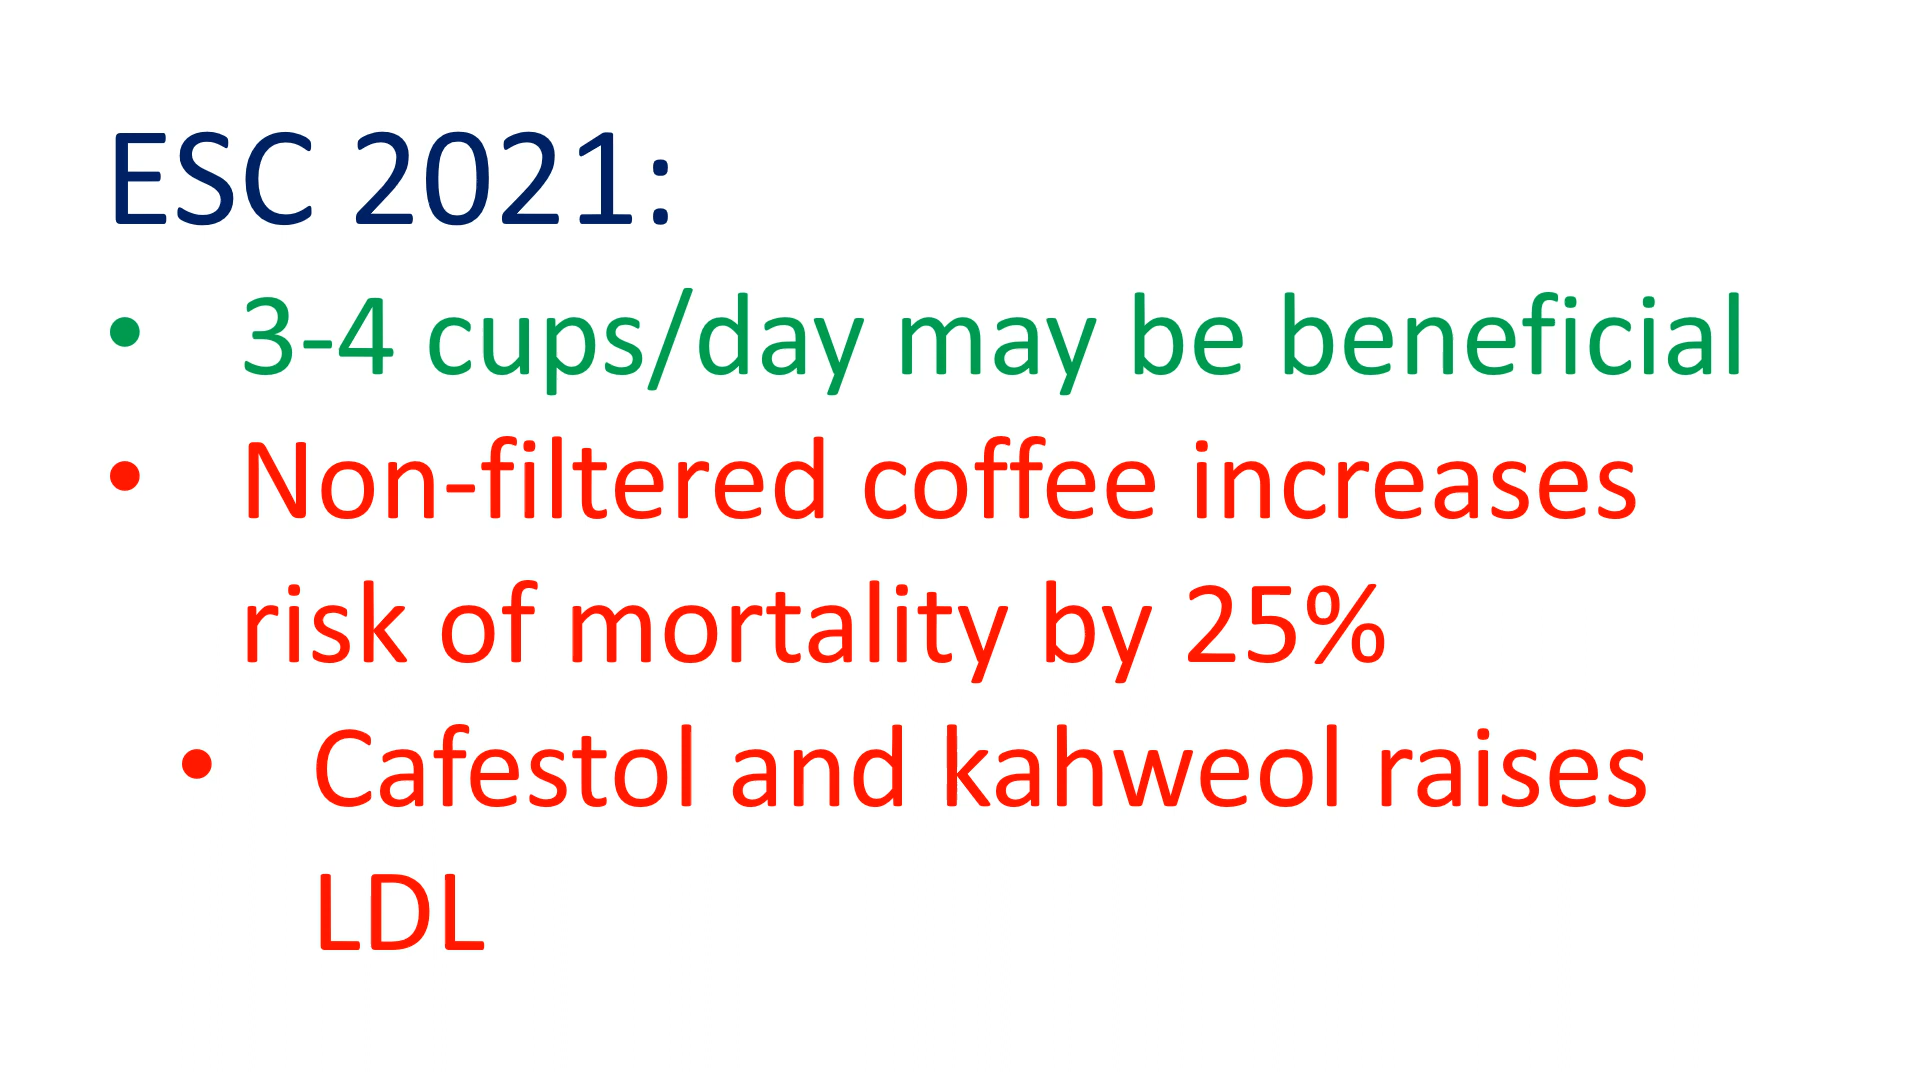 ESC 2021:
• 3-4 cups/day may be beneficial
• Non-filtered coffee increases
risk of mortality by 25%
• Cafestol and kahweol raises
LDL